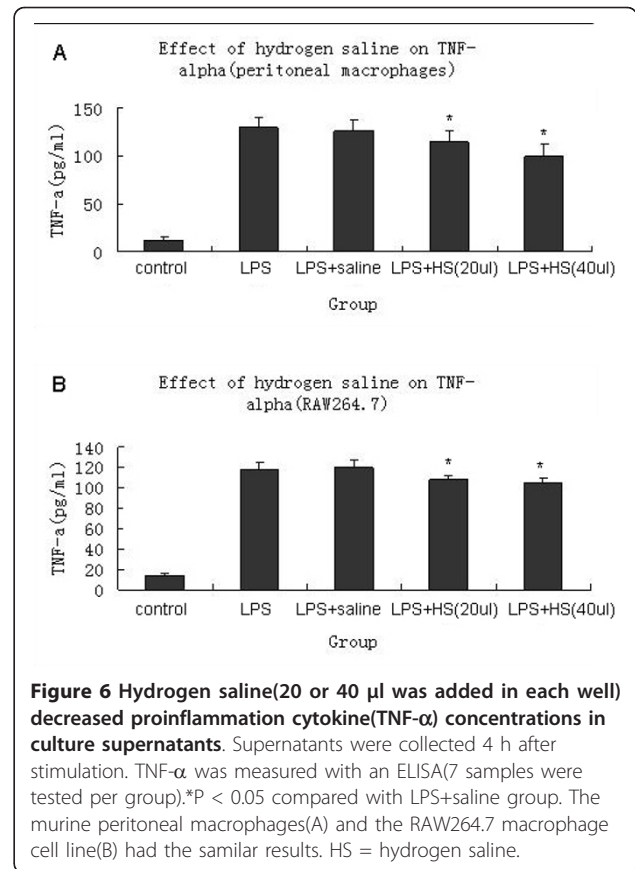 A
Effect of hydrogen saline on TNF-
alpha(peritoneal macrophages)
150
100
50
0
TNF-a(pg/ml)
*
*
control LPS LPS+saline LPS+HS(20ul) LPS+HS(40ul)
Group
B
Effect of hydrogen saline on TNF-
alpha(RAW264.7)
140
120
100
80
60
40
20
0
TNF-a(pg/ml)
*
*
control LPS LPS+saline LPS+HS(20ul) LPS+HS(40ul)
Group
Figure 6 Hydrogen saline(20 or 40 μl was added in each well)
decreased proinflammation cytokine(TNF-α) concentrations in
culture supernatants. Supernatants were collected 4 h after
stimulation. TNF-α was measured with an ELISA(7 samples were
tested per group).*P < 0.05 compared with LPS+saline group. The
murine peritoneal macrophages(A) and the RAW264.7 macrophage
cell line(B) had the samilar results. HS = hydrogen saline.